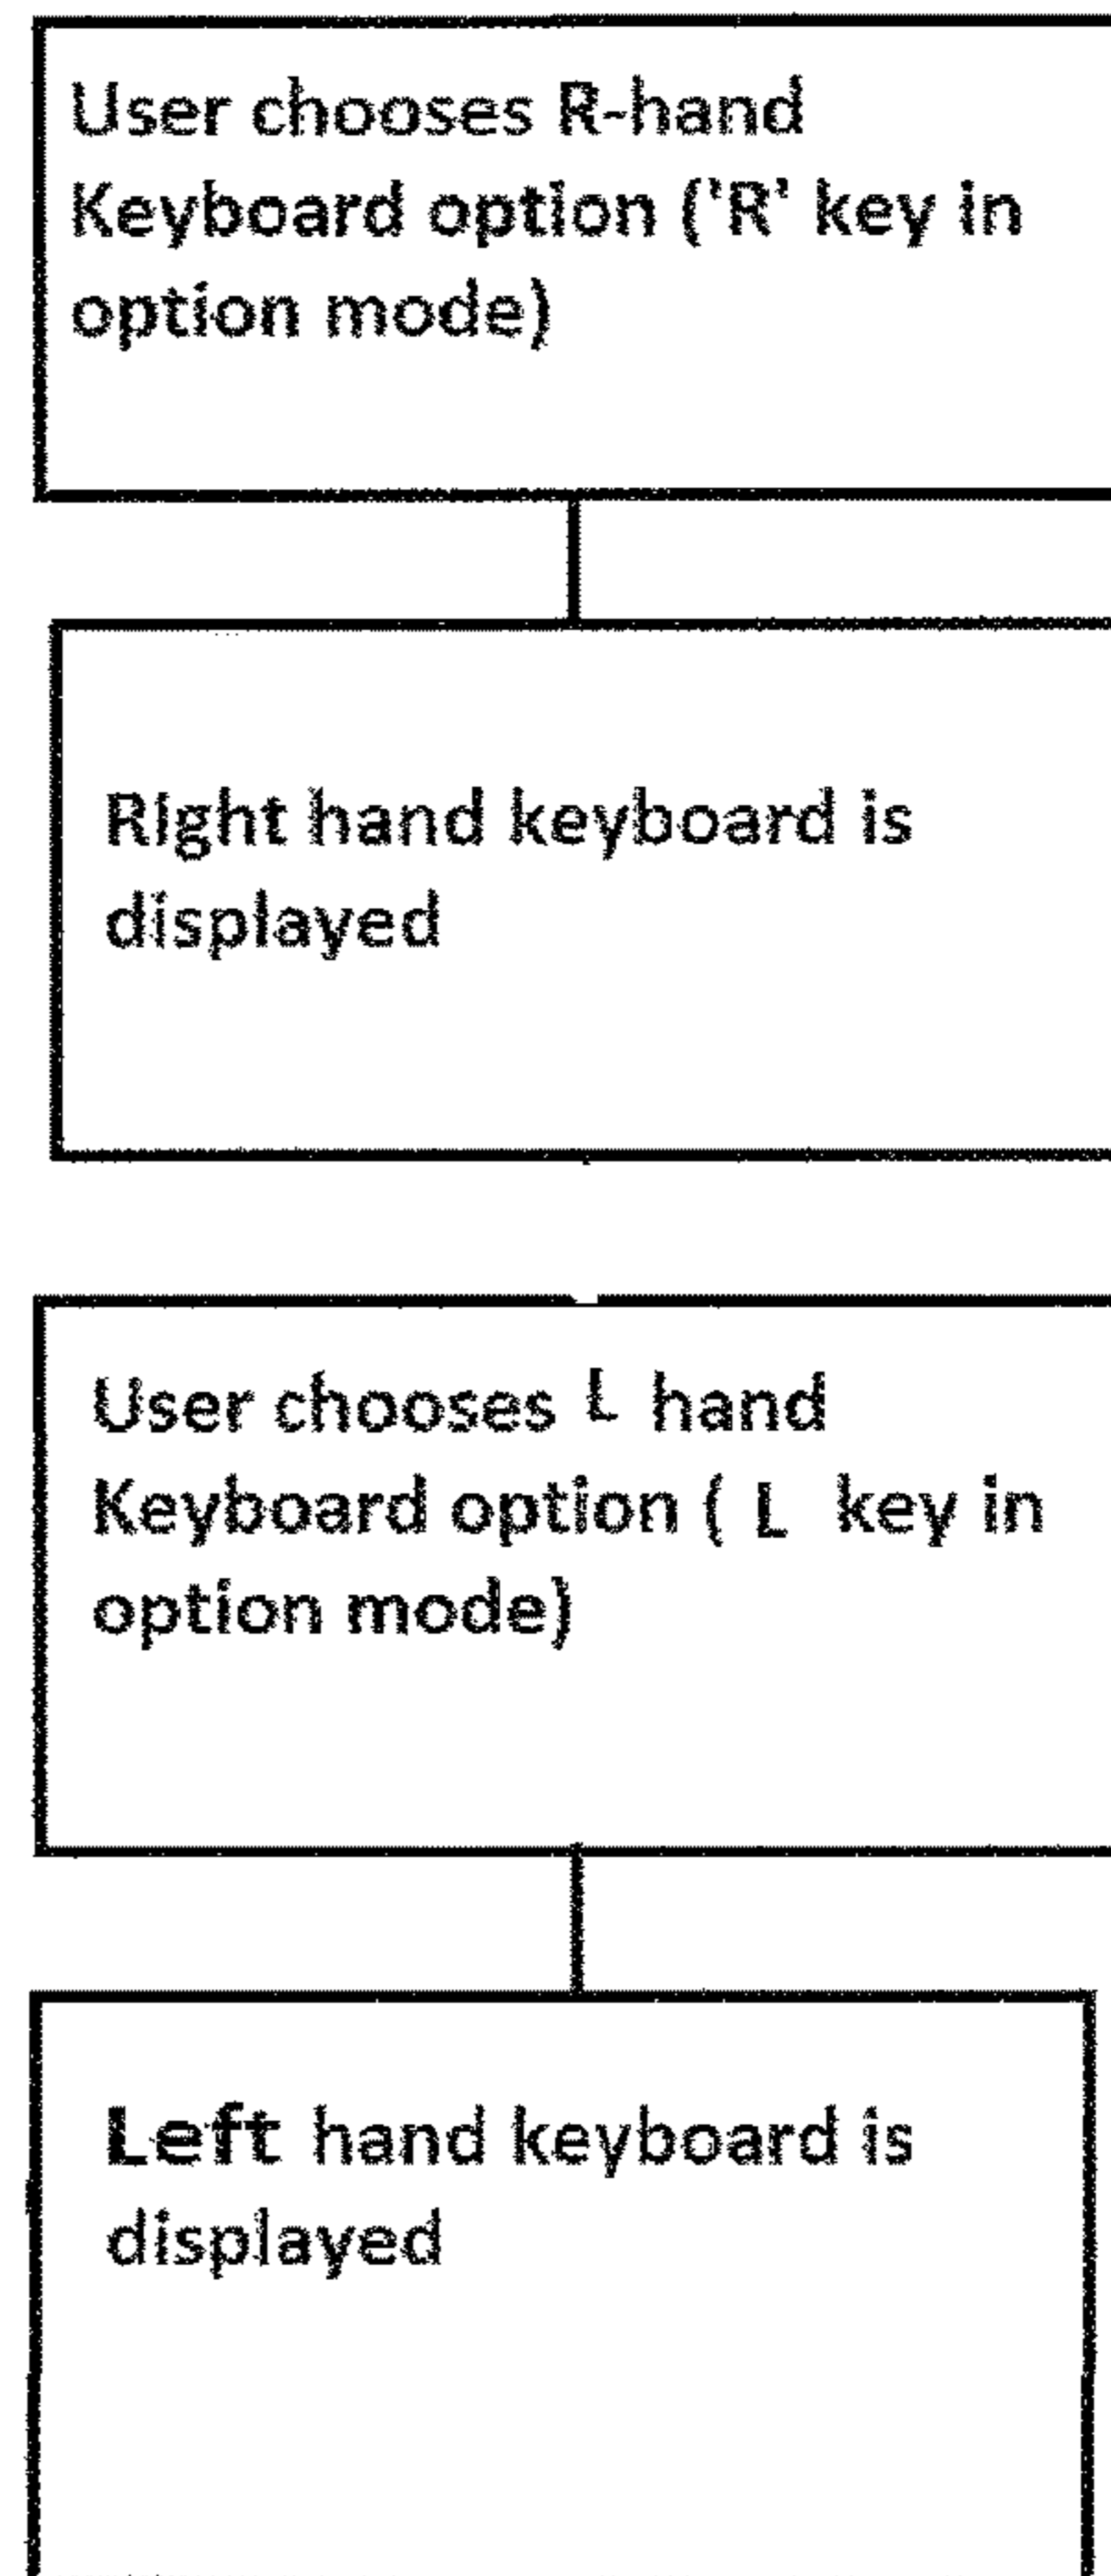 User chooses R-hand
Keyboard option ('R' key in
option mode)
Right hand keyboard is
displayed
User chooses L hand
Keyboard option ( L key in
option mode)
Left hand keyboard is
displayed